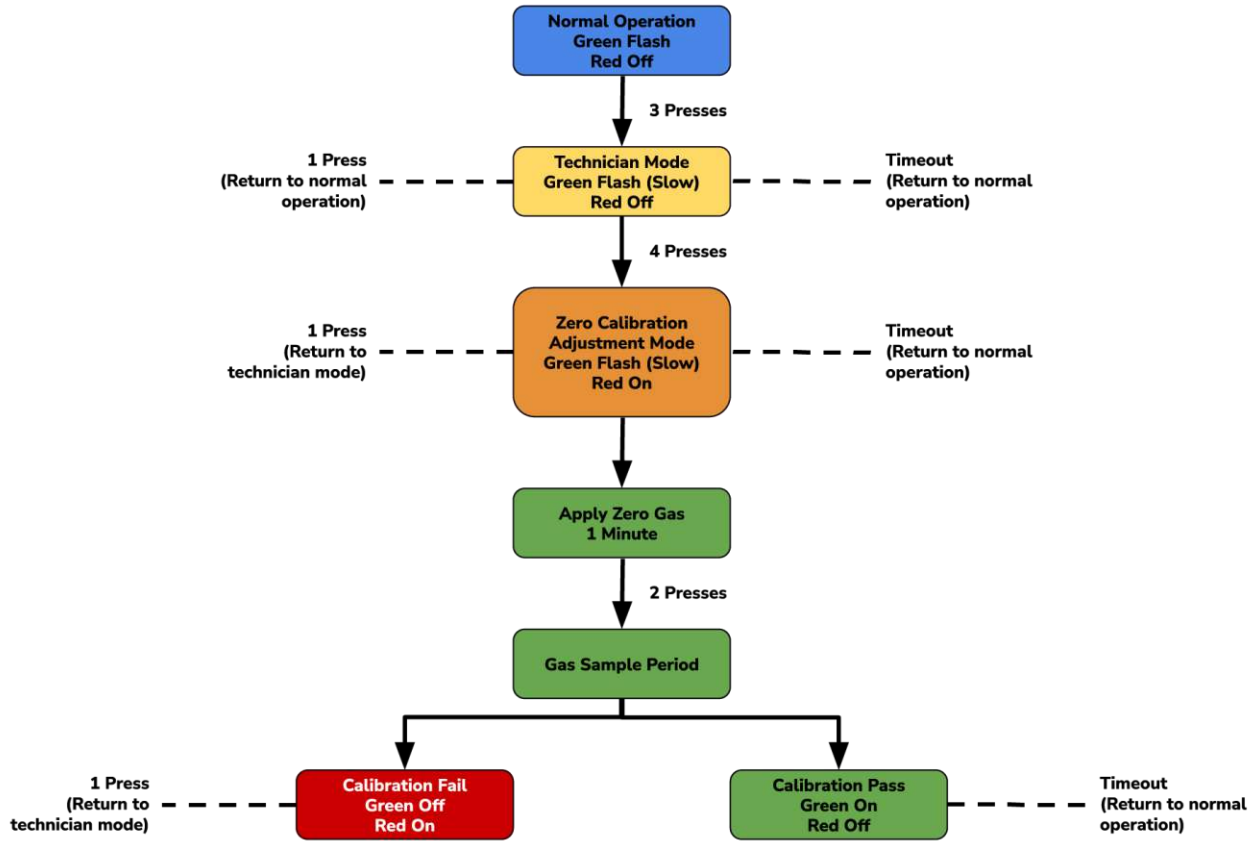 Normal Operation
Green Flash
Red Off
3 Presses
1 Press
(Return to normal
operation)
Technician Mode
Green Flash (Slow)
Red Off
Timeout
(Return to normal
operation)
4 Presses
1 Press
(Return to
technician mode)
Zero Calibration
Adjustment Mode
Green Flash (Slow)
Red On
Timeout
(Return to normal
operation)
Apply Zero Gas
1 Minute
2 Presses
Gas Sample Period
1 Press
(Return to
technician mode)
Calibration Fail
Green Off
Red On
Calibration Pass
Green On
Red Off
Timeout
(Return to normal
operation)